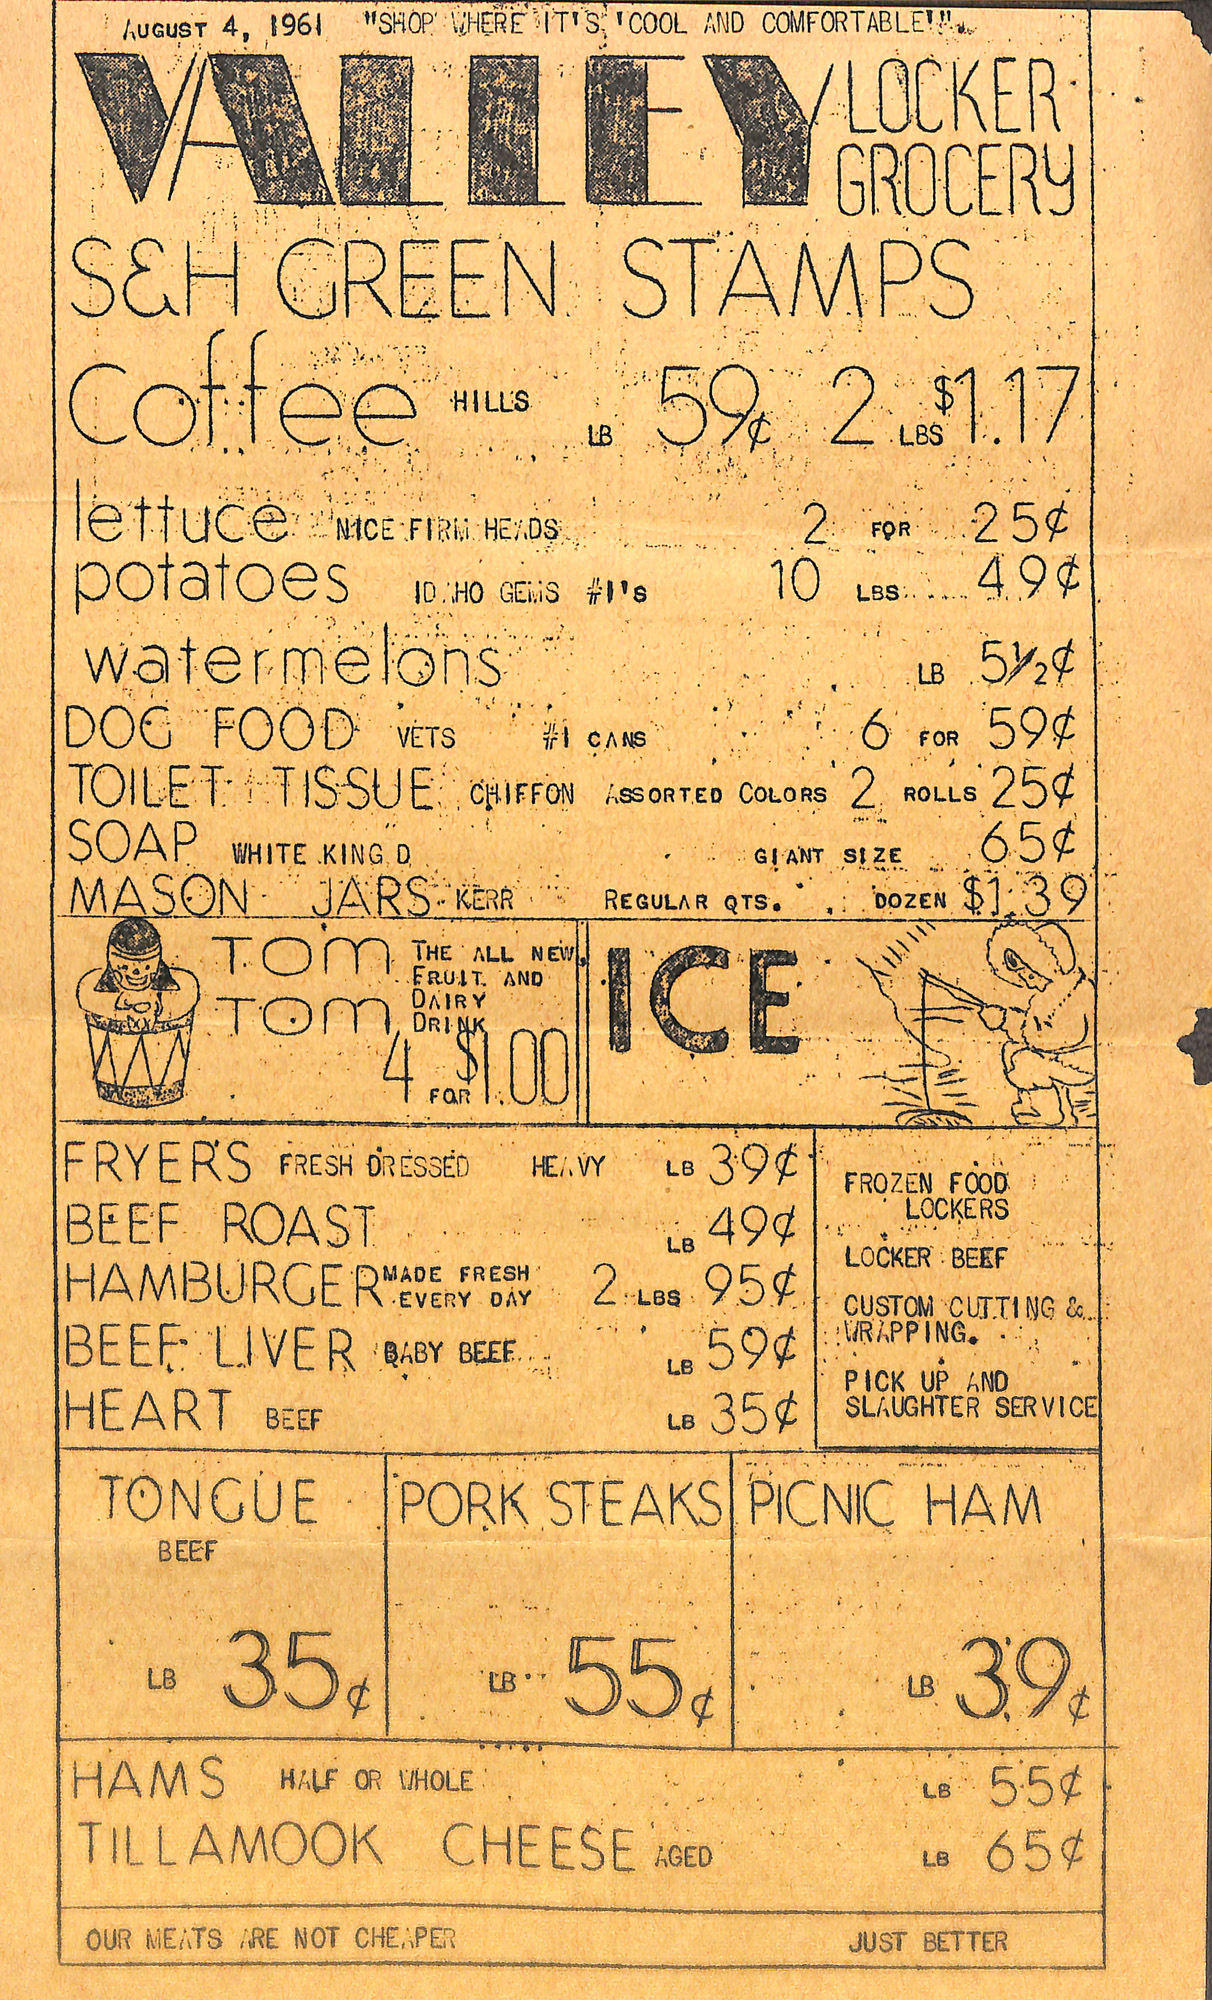 AUGUST 4, 1961 "SHOP WHERE IT'S 'COOL AND COMFORTABLE'"
VALLEY LOCKER GROCERY
S&H GREEN STAMPS
Coffee HILLS LB 59¢ 2 LBS $1.17
lettuce NICE FIRM HEADS 2 FOR 25¢
potatoes IDAHO GEMS #1's 10 LBS 49¢
watermelons LB 5½¢
DOG FOOD VETS #1 CANS 6 FOR 59¢
TOILET TISSUE CHIFFON ASSORTED COLORS 2 ROLLS 25¢
SOAP WHITE KING D GIANT SIZE 65¢
MASON JARS KERR REGULAR QTS. DOZEN $1.39
TOM TOM
THE ALL NEW
FRUIT AND
DAIRY
DRINK
4 FOR $1.00
ICE
FRYER'S FRESH DRESSED HEAVY LB 39¢
BEEF ROAST LB 49¢
HAMBURGER MADE FRESH EVERY DAY 2 LBS 95¢
BEEF LIVER BABY BEEF LB 59¢
HEART BEEF LB 35¢
FROZEN FOOD
LOCKERS
LOCKER BEEF
CUSTOM CUTTING &
WRAPPING.
PICK UP AND
SLAUGHTER SERVICE
TONGUE
BEEF
LB 35¢
PORK STEAKS
LB 55¢
PICNIC HAM
LB 39¢
HAMS HALF OR WHOLE LB 55¢
TILLAMOOK CHEESE AGED LB 65¢
OUR MEATS ARE NOT CHEAPER JUST BETTER